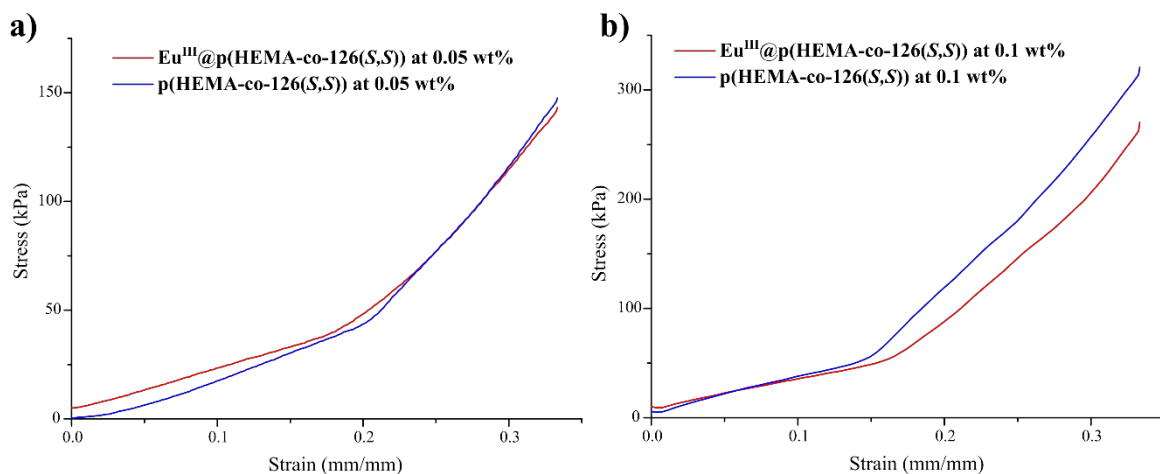 a)
Eu^III@p(HEMA-co-126(S,S)) at 0.05 wt%
p(HEMA-co-126(S,S)) at 0.05 wt%
150
100
50
0
Stress (kPa)
0.0 0.1 0.2 0.3
Strain (mm/mm)
b)
Eu^III@p(HEMA-co-126(S,S)) at 0.1 wt%
p(HEMA-co-126(S,S)) at 0.1 wt%
300
200
100
0
Stress (kPa)
0.0 0.1 0.2 0.3
Strain (mm/mm)